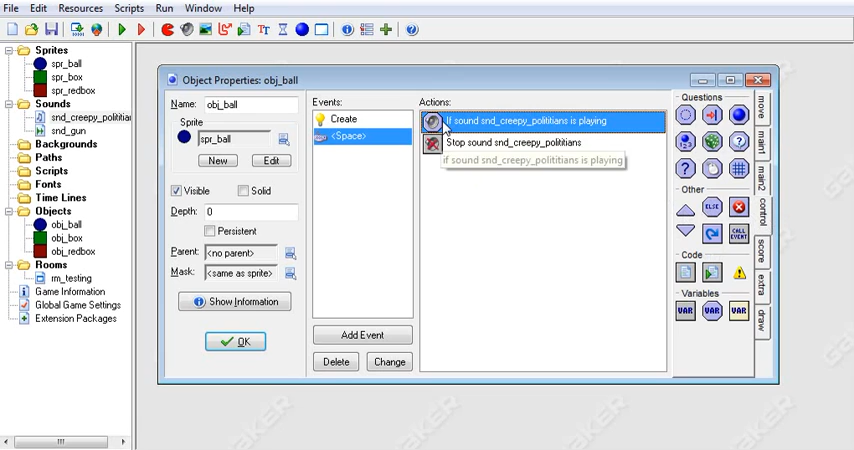 File Edit Resources Scripts Run Window Help
Sprites
spr_ball
spr_box
spr_redbox
Sounds
snd_creepy_polititian
snd_gun
Backgrounds
Paths
Scripts
Fonts
Time Lines
Objects
obj_ball
obj_box
obj_redbox
Rooms
rm_testing
Game Information
Global Game Settings
Extension Packages
Object Properties: obj_ball
Name: obj_ball
Sprite
spr_ball
New Edit
Visible Solid
Depth: 0
Persistent
Parent: <no parent>
Mask: <same as sprite>
Show Information
OK
Events:
Create
<Space>
Add Event
Delete Change
Actions:
If sound snd_creepy_polititians is playing
Stop sound snd_creepy_polititians
if sound snd_creepy_polititians is playing
Questions
Other
ELSE
CALL EVENT
Code
Variables
VAR VAR VAR
move
main1
main2
control
score
extra
draw